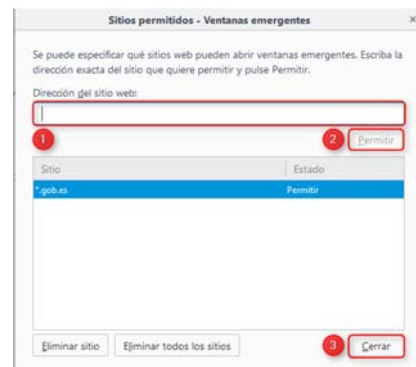 Sitios permitidos - Ventanas emergentes x
Se puede especificar qué sitios web pueden abrir ventanas emergentes. Escriba la
dirección exacta del sitio que quiere permitir y pulse Permitir.
Dirección del sitio web:
1
2 Permitir
Sitio Estado
*.gob.es Permitir
Eliminar sitio Eliminar todos los sitios 3 Cerrar